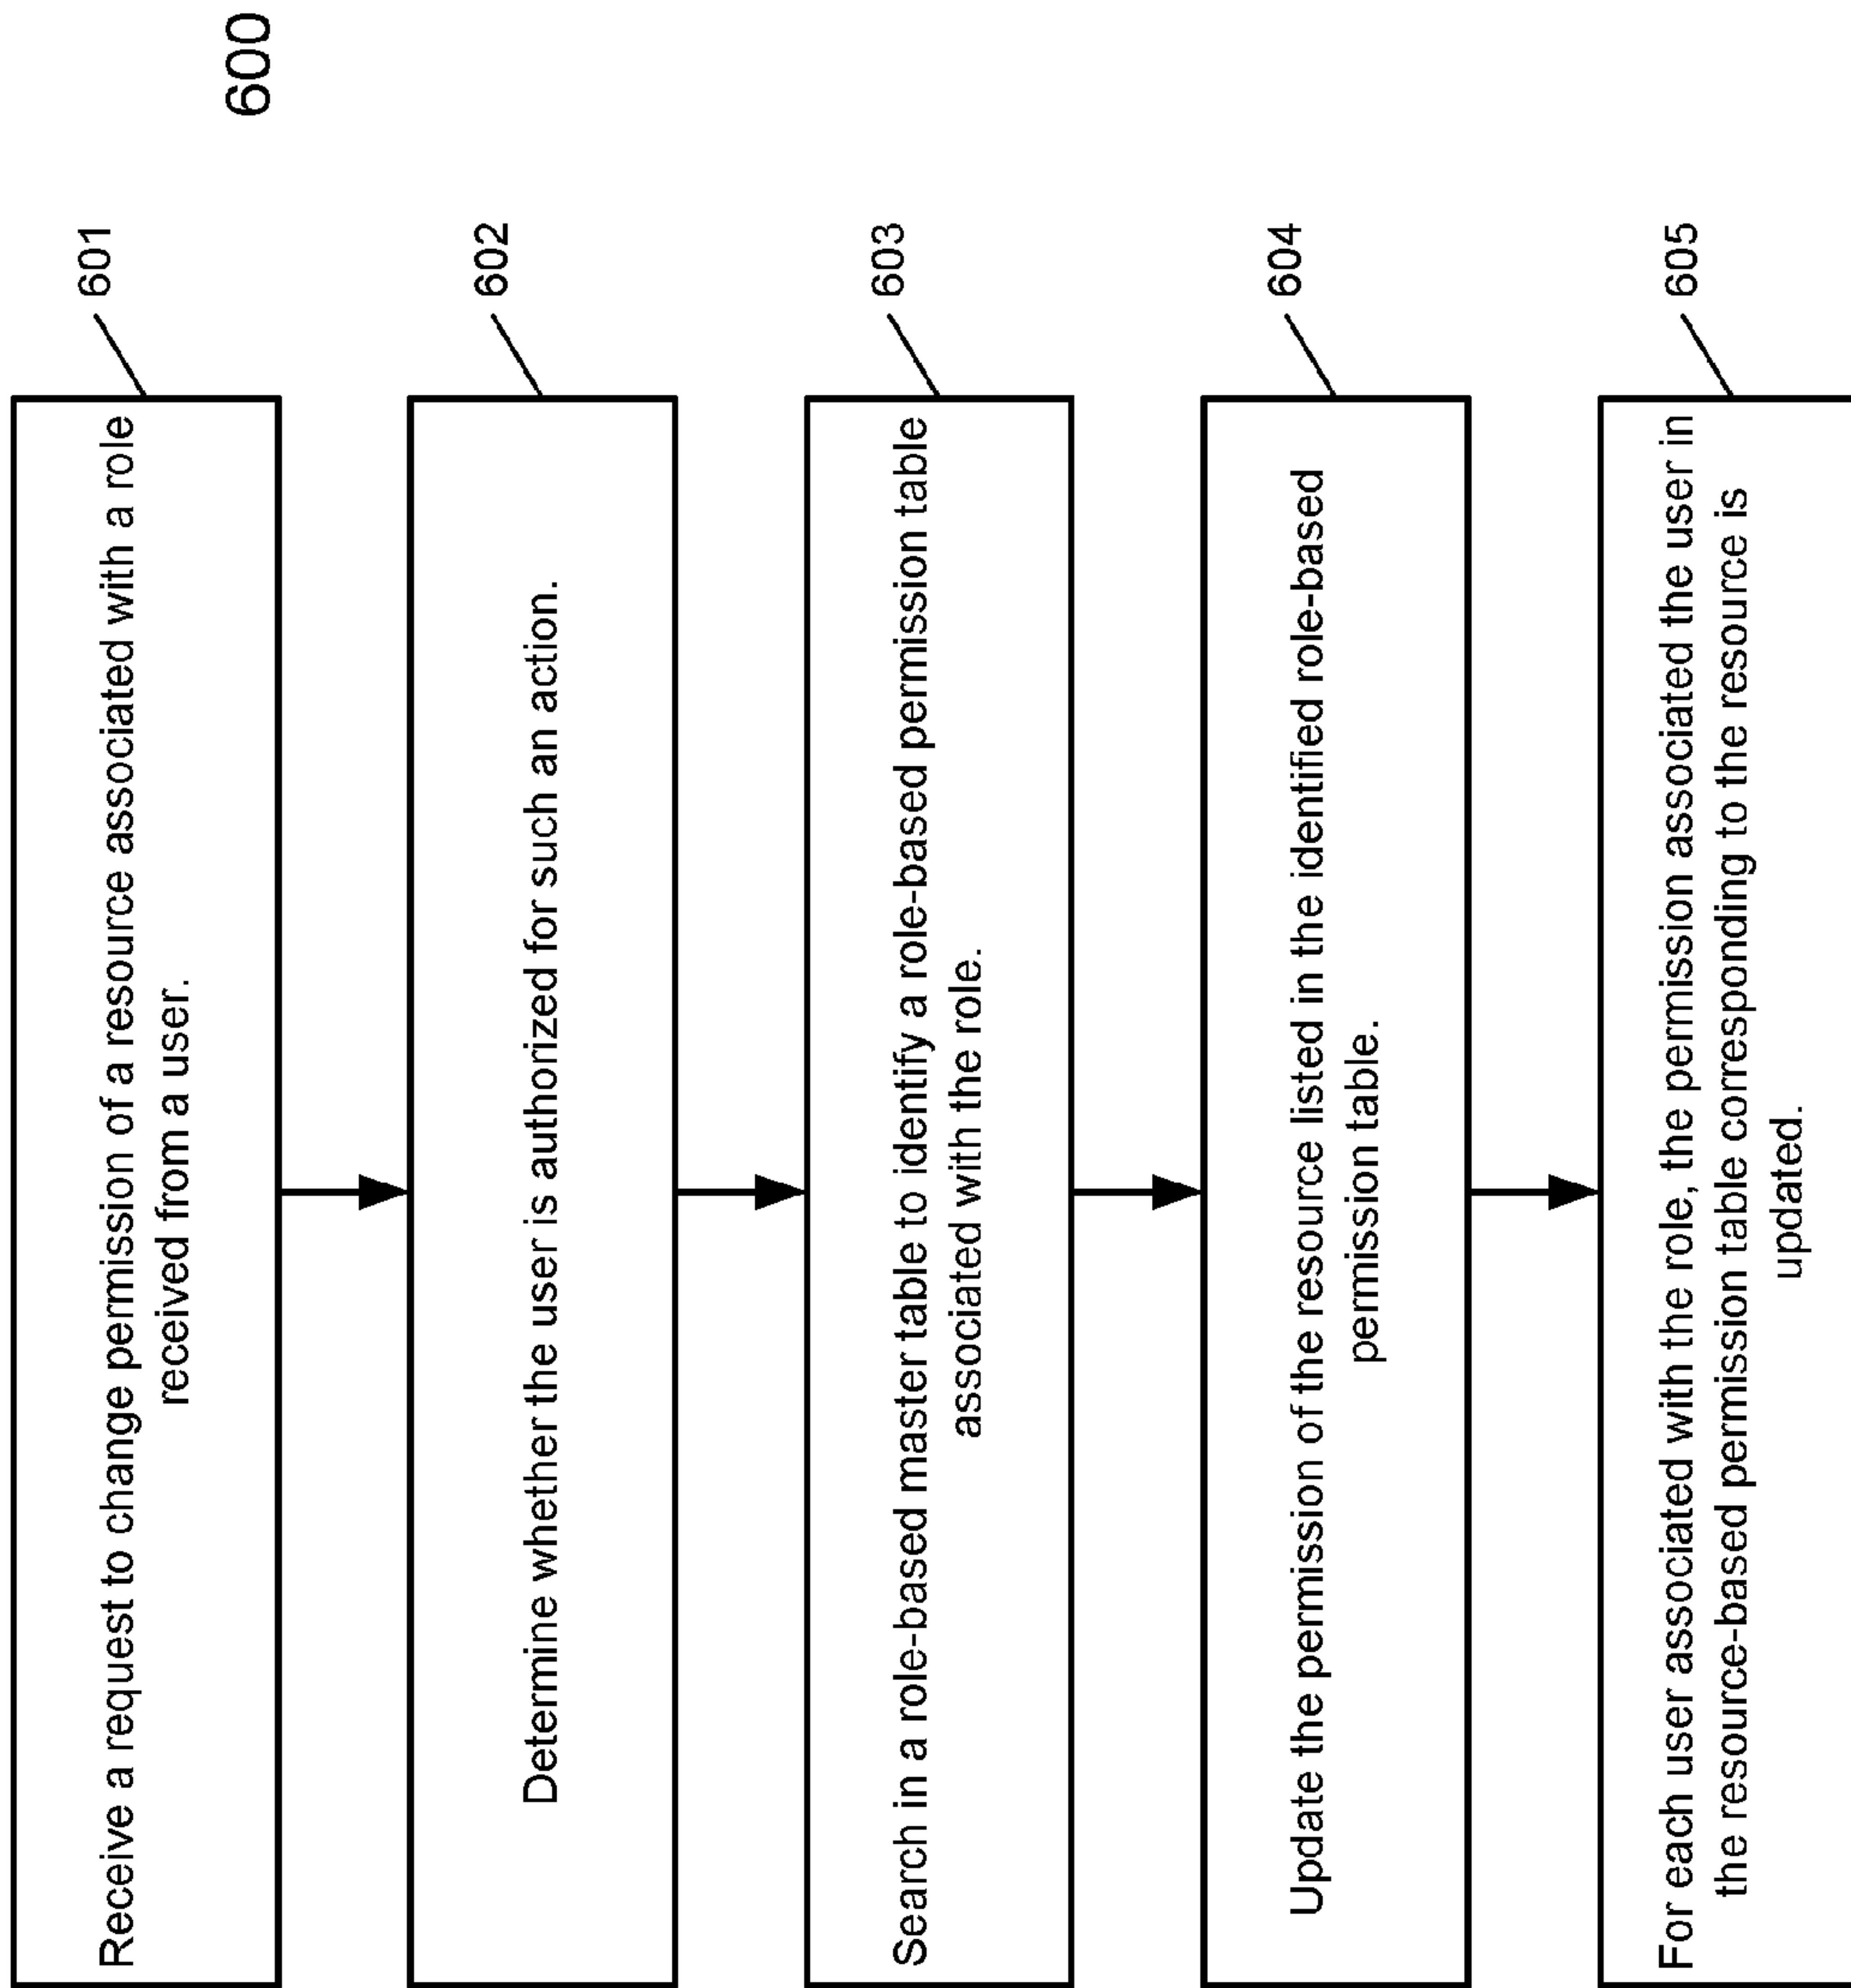 600
601
Receive a request to change permission of a resource associated with a role
received from a user.
602
Determine whether the user is authorized for such an action.
603
Search in a role-based master table to identify a role-based permission table
associated with the role.
604
Update the permission of the resource listed in the identified role-based
permission table.
605
For each user associated with the role, the permission associated the user in
the resource-based permission table corresponding to the resource is
updated.